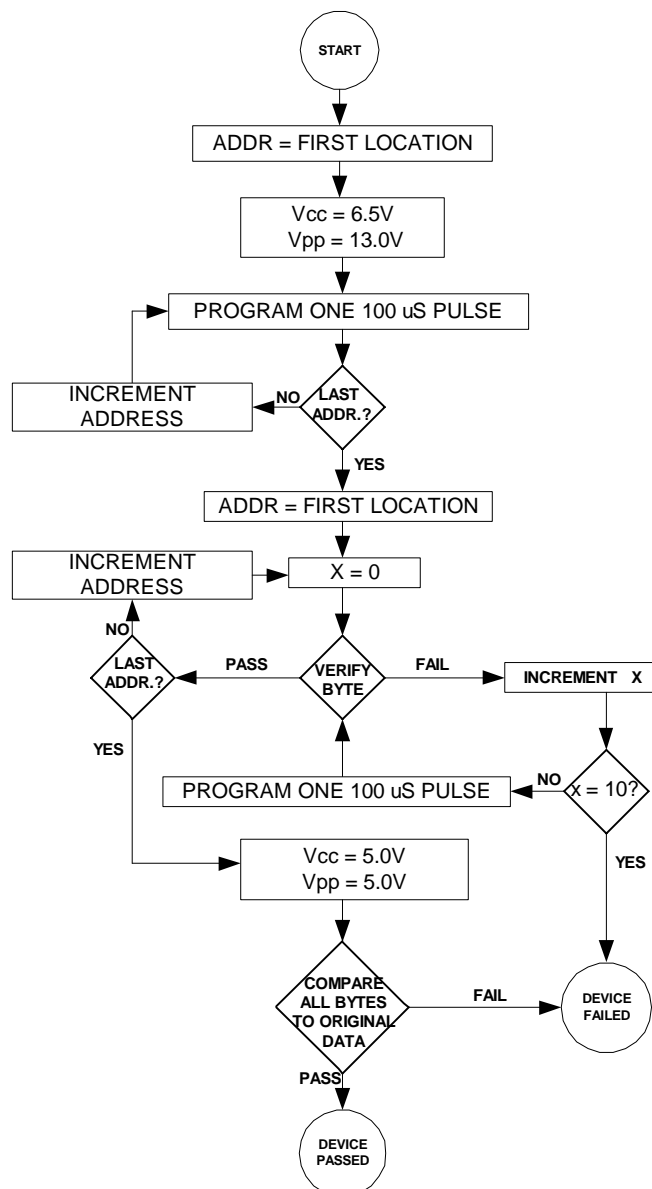 START
ADDR = FIRST LOCATION
Vcc = 6.5V
Vpp = 13.0V
PROGRAM ONE 100 uS PULSE
INCREMENT
ADDRESS
NO
LAST
ADDR.?
YES
ADDR = FIRST LOCATION
INCREMENT
ADDRESS
X = 0
NO
LAST
ADDR.?
PASS
VERIFY
BYTE
FAIL
INCREMENT X
YES
PROGRAM ONE 100 uS PULSE
NO
x = 10?
Vcc = 5.0V
Vpp = 5.0V
YES
COMPARE
ALL BYTES
TO ORIGINAL
DATA
FAIL
DEVICE
FAILED
PASS
DEVICE
PASSED